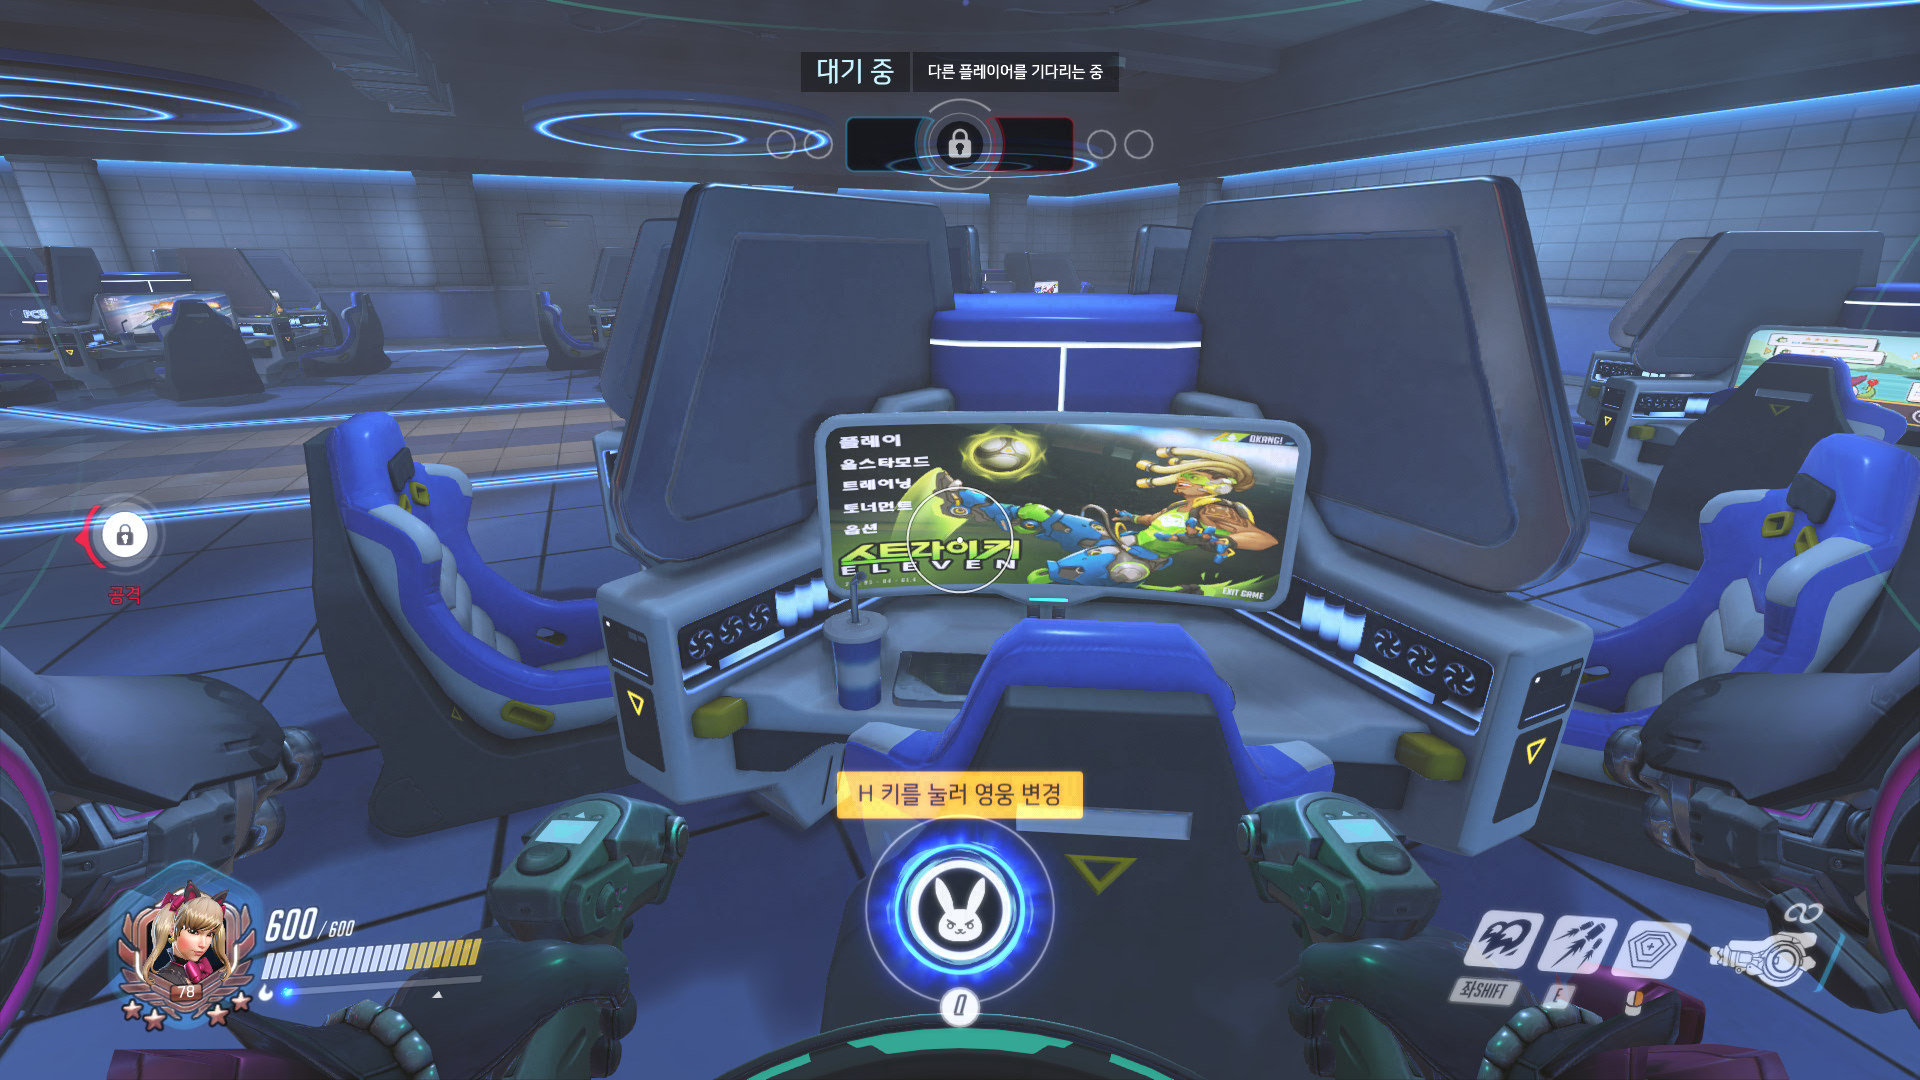 대기 중
다른 플레이어를 기다리는 중
플레이
올스타모드
트레이닝
토너먼트
옵션
스트라이키
ELEVEN
EXIT GAME
공격
H 키를 눌러 영웅 변경
Q
600/600
78
좌SHIFT
E